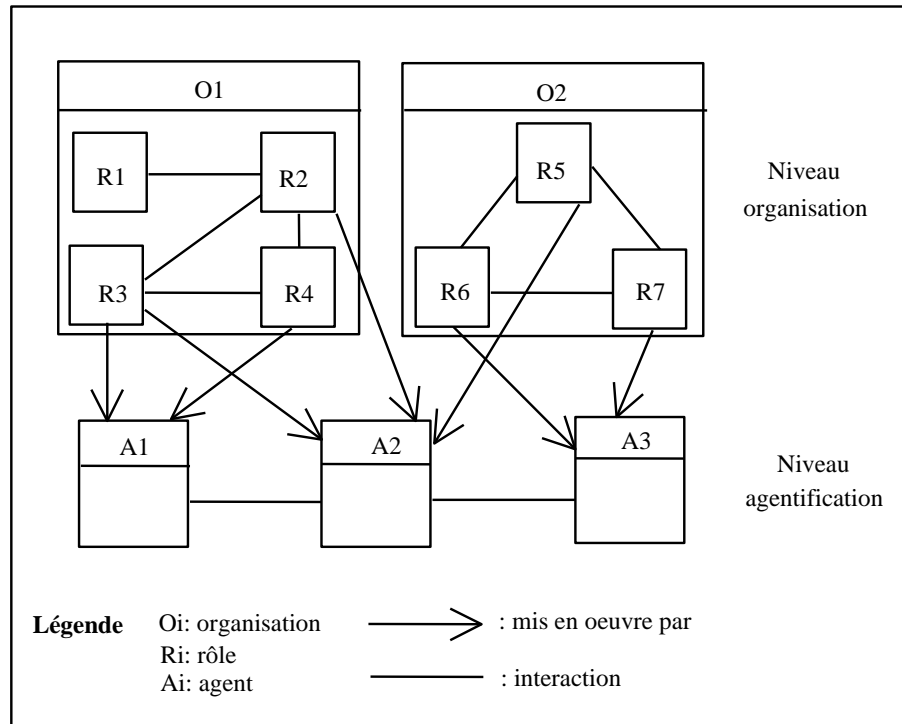 O1
O2
R1
R2
R5
Niveau
organisation
R3
R4
R6
R7
A1
A2
A3
Niveau
agentification
Légende
Oi: organisation
: mis en oeuvre par
Ri: rôle
Ai: agent
: interaction